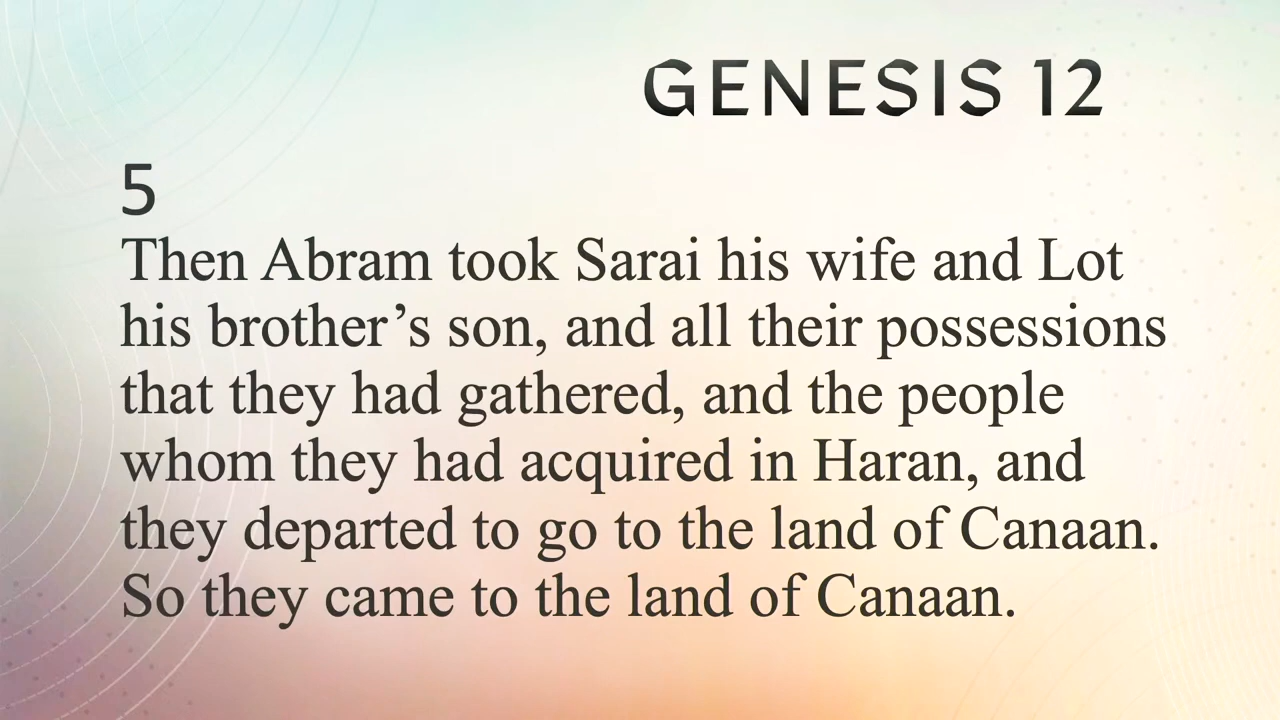 GENESIS 12
5
Then Abram took Sarai his wife and Lot
his brother’s son, and all their possessions
that they had gathered, and the people
whom they had acquired in Haran, and
they departed to go to the land of Canaan.
So they came to the land of Canaan.